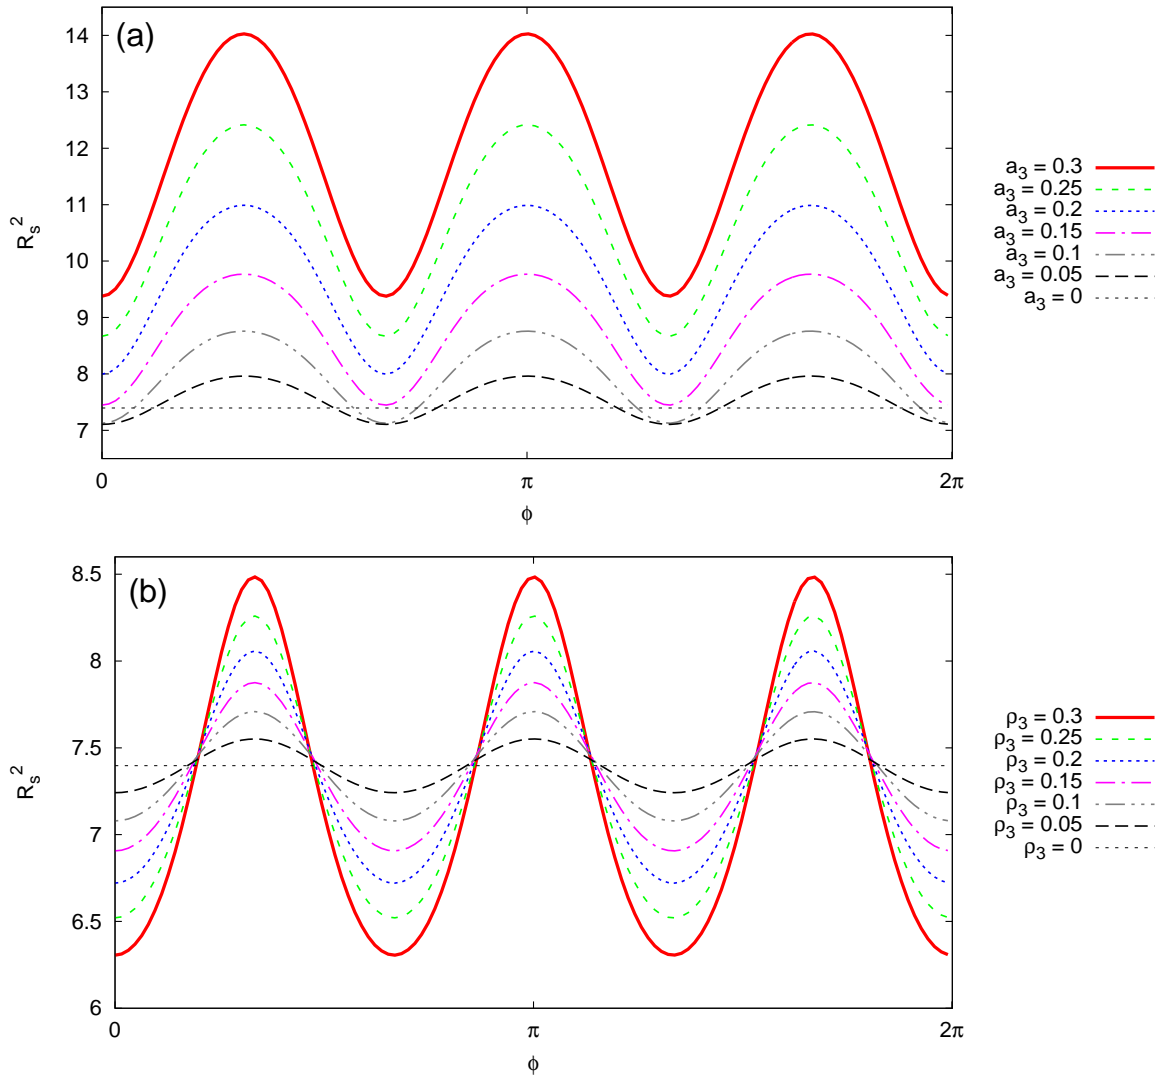 (a)
14
13
12
11
10
9
8
7
R_s^2
0
π
2π
ϕ
a_3 = 0.3
a_3 = 0.25
a_3 = 0.2
a_3 = 0.15
a_3 = 0.1
a_3 = 0.05
a_3 = 0
(b)
8.5
8
7.5
7
6.5
6
R_s^2
0
π
2π
ϕ
ρ_3 = 0.3
ρ_3 = 0.25
ρ_3 = 0.2
ρ_3 = 0.15
ρ_3 = 0.1
ρ_3 = 0.05
ρ_3 = 0